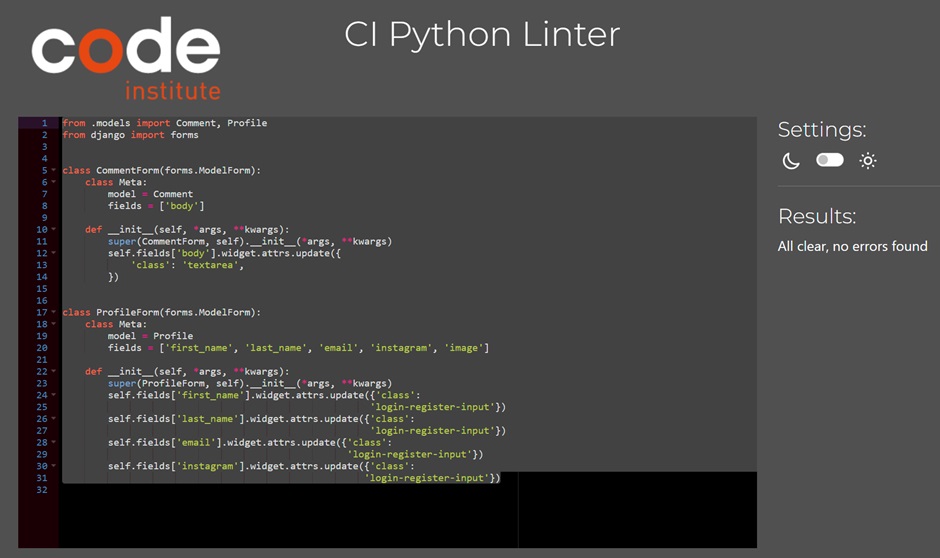 code
institute
CI Python Linter
1 from .models import Comment, Profile
2 from django import forms
3
4
5 class CommentForm(forms.ModelForm):
6     class Meta:
7         model = Comment
8         fields = ['body']
9
10     def __init__(self, *args, **kwargs):
11         super(CommentForm, self).__init__(*args, **kwargs)
12         self.fields['body'].widget.attrs.update({
13             'class': 'textarea',
14         })
15
16
17 class ProfileForm(forms.ModelForm):
18     class Meta:
19         model = Profile
20         fields = ['first_name', 'last_name', 'email', 'instagram', 'image']
21
22     def __init__(self, *args, **kwargs):
23         super(ProfileForm, self).__init__(*args, **kwargs)
24         self.fields['first_name'].widget.attrs.update({'class':
25                                                       'login-register-input'})
26         self.fields['last_name'].widget.attrs.update({'class':
27                                                      'login-register-input'})
28         self.fields['email'].widget.attrs.update({'class':
29                                                  'login-register-input'})
30         self.fields['instagram'].widget.attrs.update({'class':
31                                                      'login-register-input'})
32
Settings:
Results:
All clear, no errors found